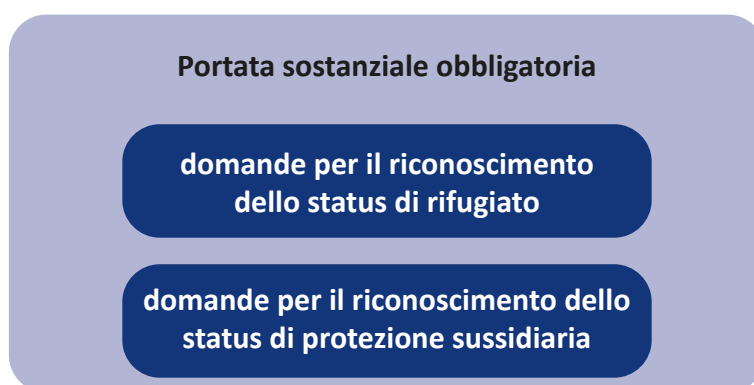 Portata sostanziale obbligatoria
domande per il riconoscimento
dello status di rifugiato
domande per il riconoscimento dello
status di protezione sussidiaria